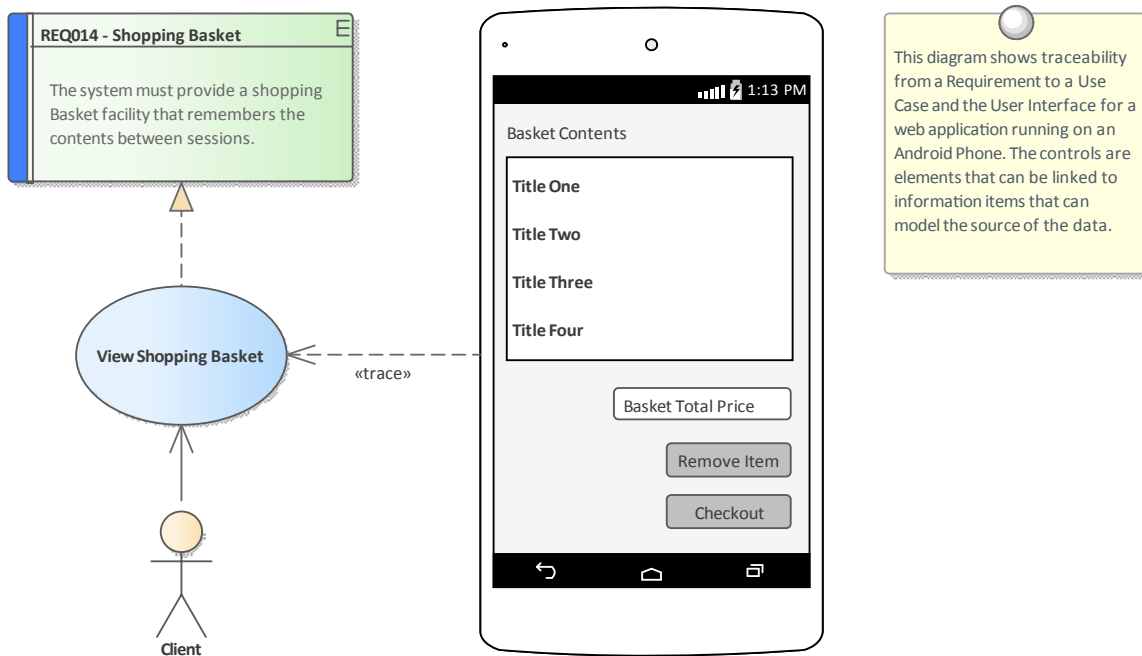 REQ014 - Shopping Basket
E
The system must provide a shopping
Basket facility that remembers the
contents between sessions.
View Shopping Basket
«trace»
Client
1:13 PM
Basket Contents
Title One
Title Two
Title Three
Title Four
Basket Total Price
Remove Item
Checkout
This diagram shows traceability
from a Requirement to a Use
Case and the User Interface for a
web application running on an
Android Phone. The controls are
elements that can be linked to
information items that can
model the source of the data.